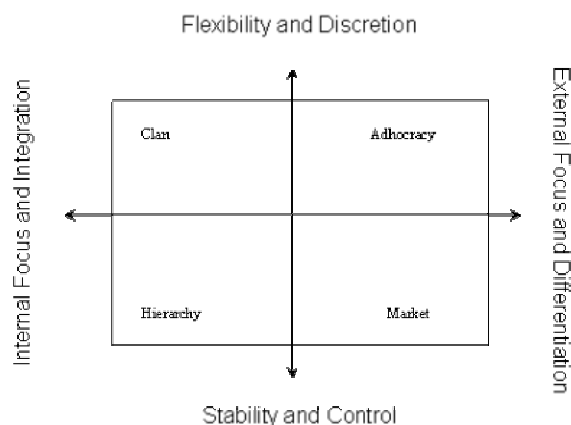 Flexibility and Discretion
Internal Focus and Integration
External Focus and Differentiation
Clan
Adhocracy
Hierarchy
Market
Stability and Control